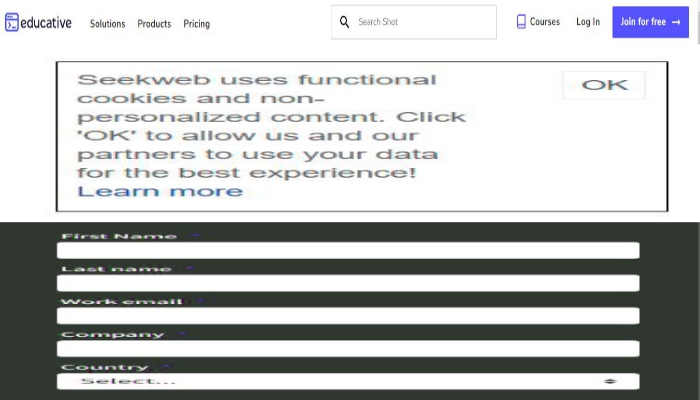 educative Solutions Products Pricing Search Shot Courses Log In Join for free →
Seekweb uses functional
cookies and non-
personalized content. Click
'OK' to allow us and our
partners to use your data
for the best experience!
Learn more
OK
First Name *
Last name *
Work email *
Company *
Country *
Select...